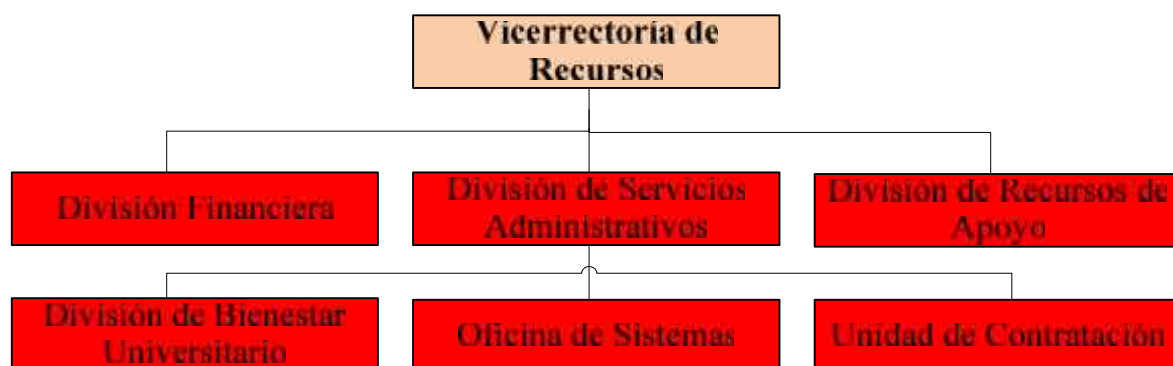 Vicerrectoría de
Recursos
División Financiera
División de Servicios
Administrativos
División de Recursos de
Apoyo
División de Bienestar
Universitario
Oficina de Sistemas
Unidad de Contratación